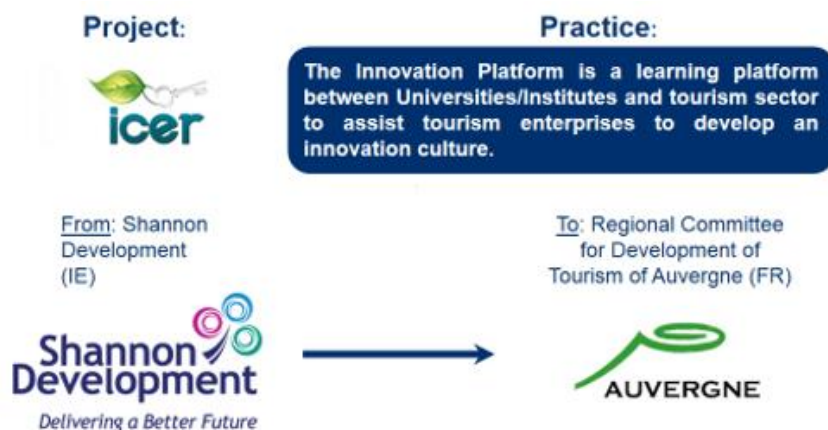 Project:
Practice:
icer
The Innovation Platform is a learning platform
between Universities/Institutes and tourism sector
to assist tourism enterprises to develop an
innovation culture.
From: Shannon
Development
(IE)
To: Regional Committee
for Development of
Tourism of Auvergne (FR)
Shannon
Development
Delivering a Better Future
AUVERGNE